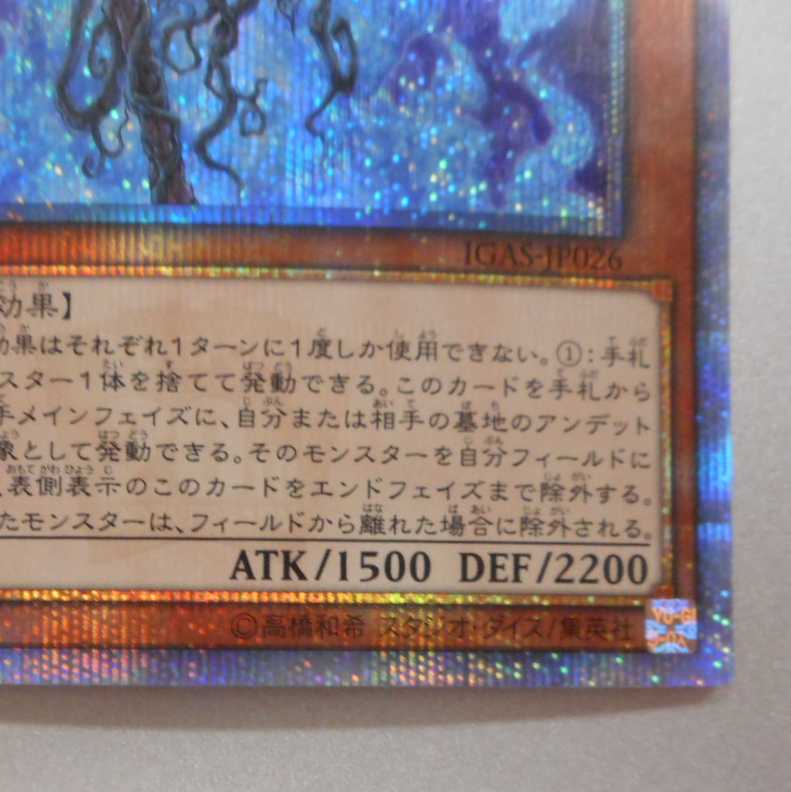 IGAS-JP026
効果】
効果はそれぞれ1ターンに1度しか使用できない。①:手札
スター1体を捨てて発動できる。このカードを手札から
手メインフェイズに、自分または相手の墓地のアンデット
象として発動できる。そのモンスターを自分フィールドに
、表側表示のこのカードをエンドフェイズまで除外する。
たモンスターは、フィールドから離れた場合に除外される。
ATK/1500 DEF/2200
©高橋和希 スタジオ・ダイス/集英社